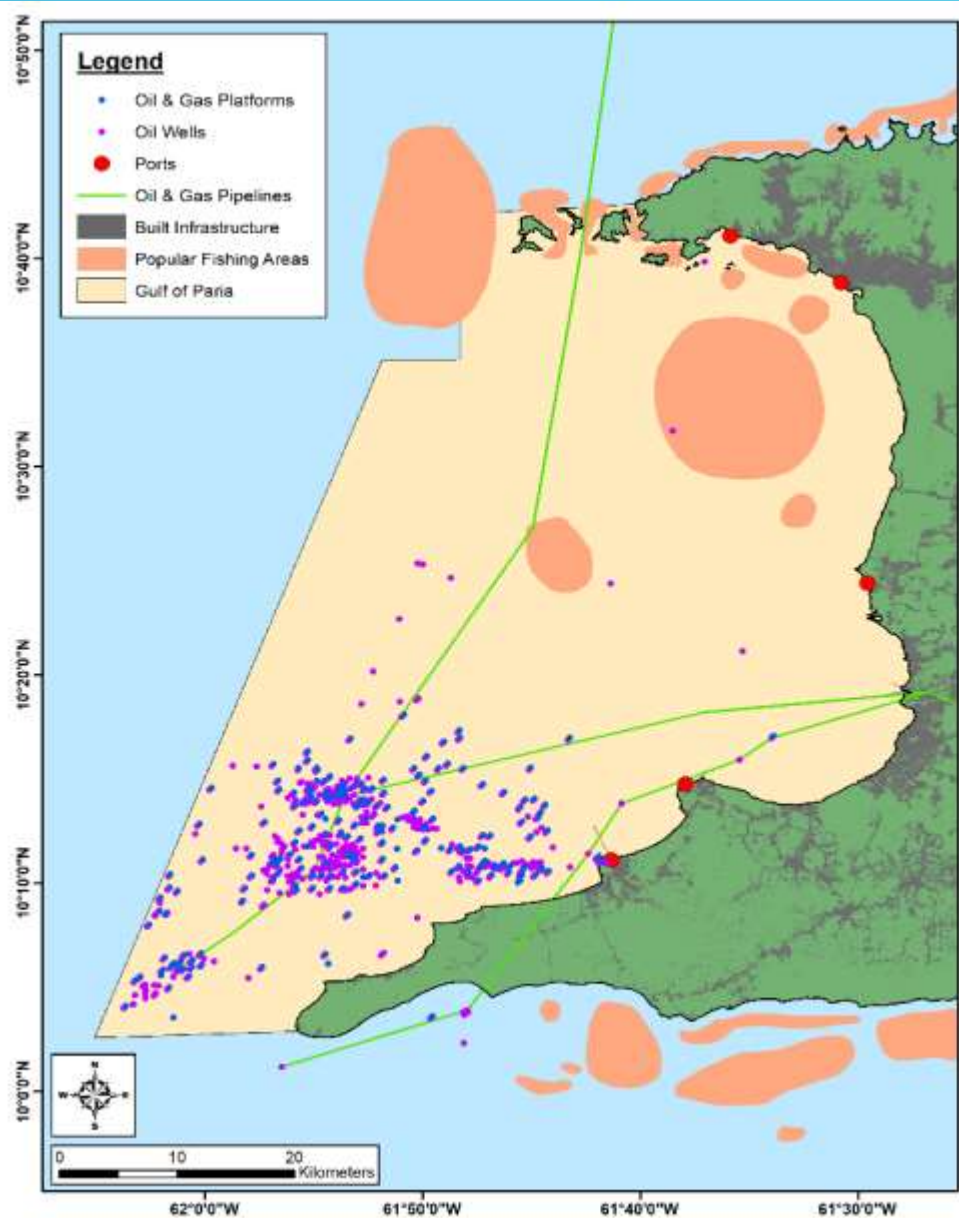 Legend
Oil & Gas Platforms
Oil Wells
Ports
Oil & Gas Pipelines
Built Infrastructure
Popular Fishing Areas
Gulf of Paria
10°50'0"N
10°40'0"N
10°30'0"N
10°20'0"N
10°10'0"N
10°0'0"N
N
W E
S
0 10 20
Kilometers
62°0'0"W 61°50'0"W 61°40'0"W 61°30'0"W